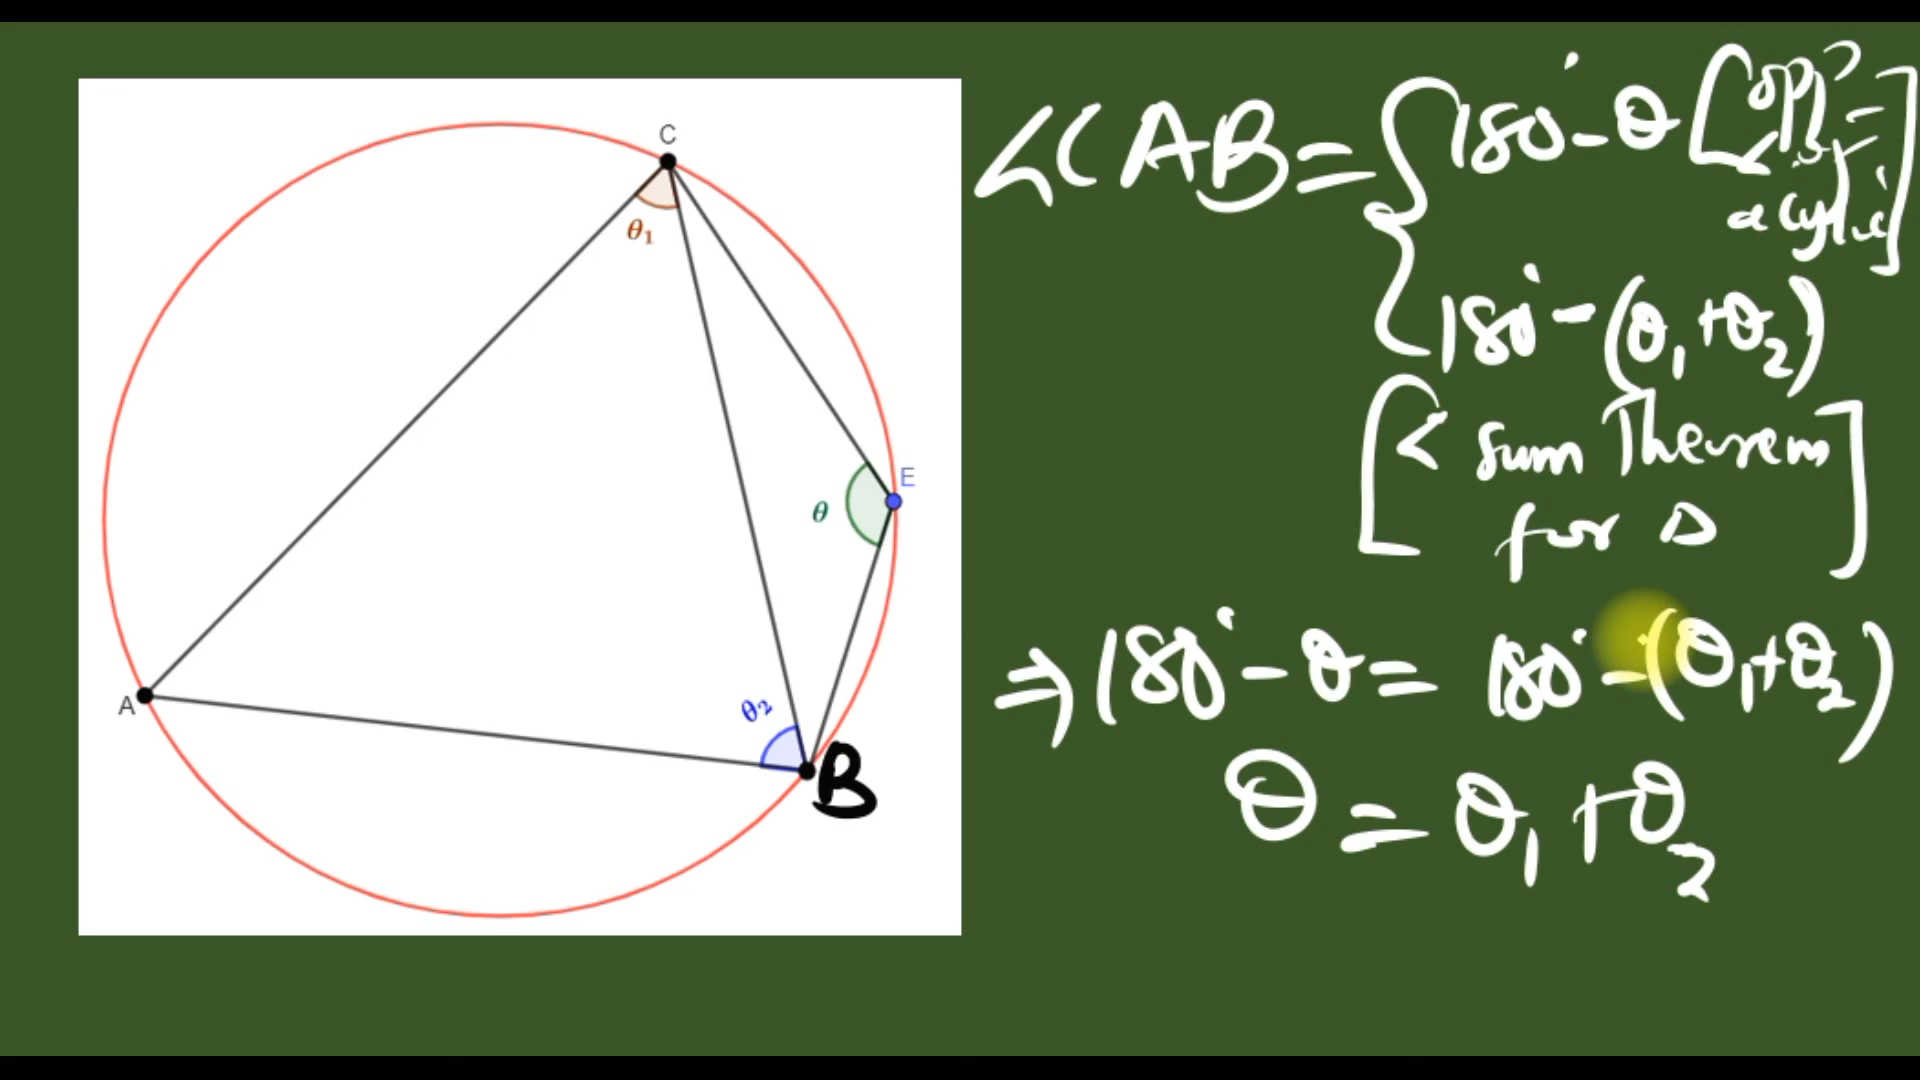 C
θ₁
E
θ
θ₂
A
B
∠CAB = { 180° - θ [opp
a cyclic]
180° - (θ₁+θ₂)
[< Sum Theorem
for Δ]
⇒ 180° - θ = 180° - (θ₁+θ₂)
θ = θ₁ + θ₂